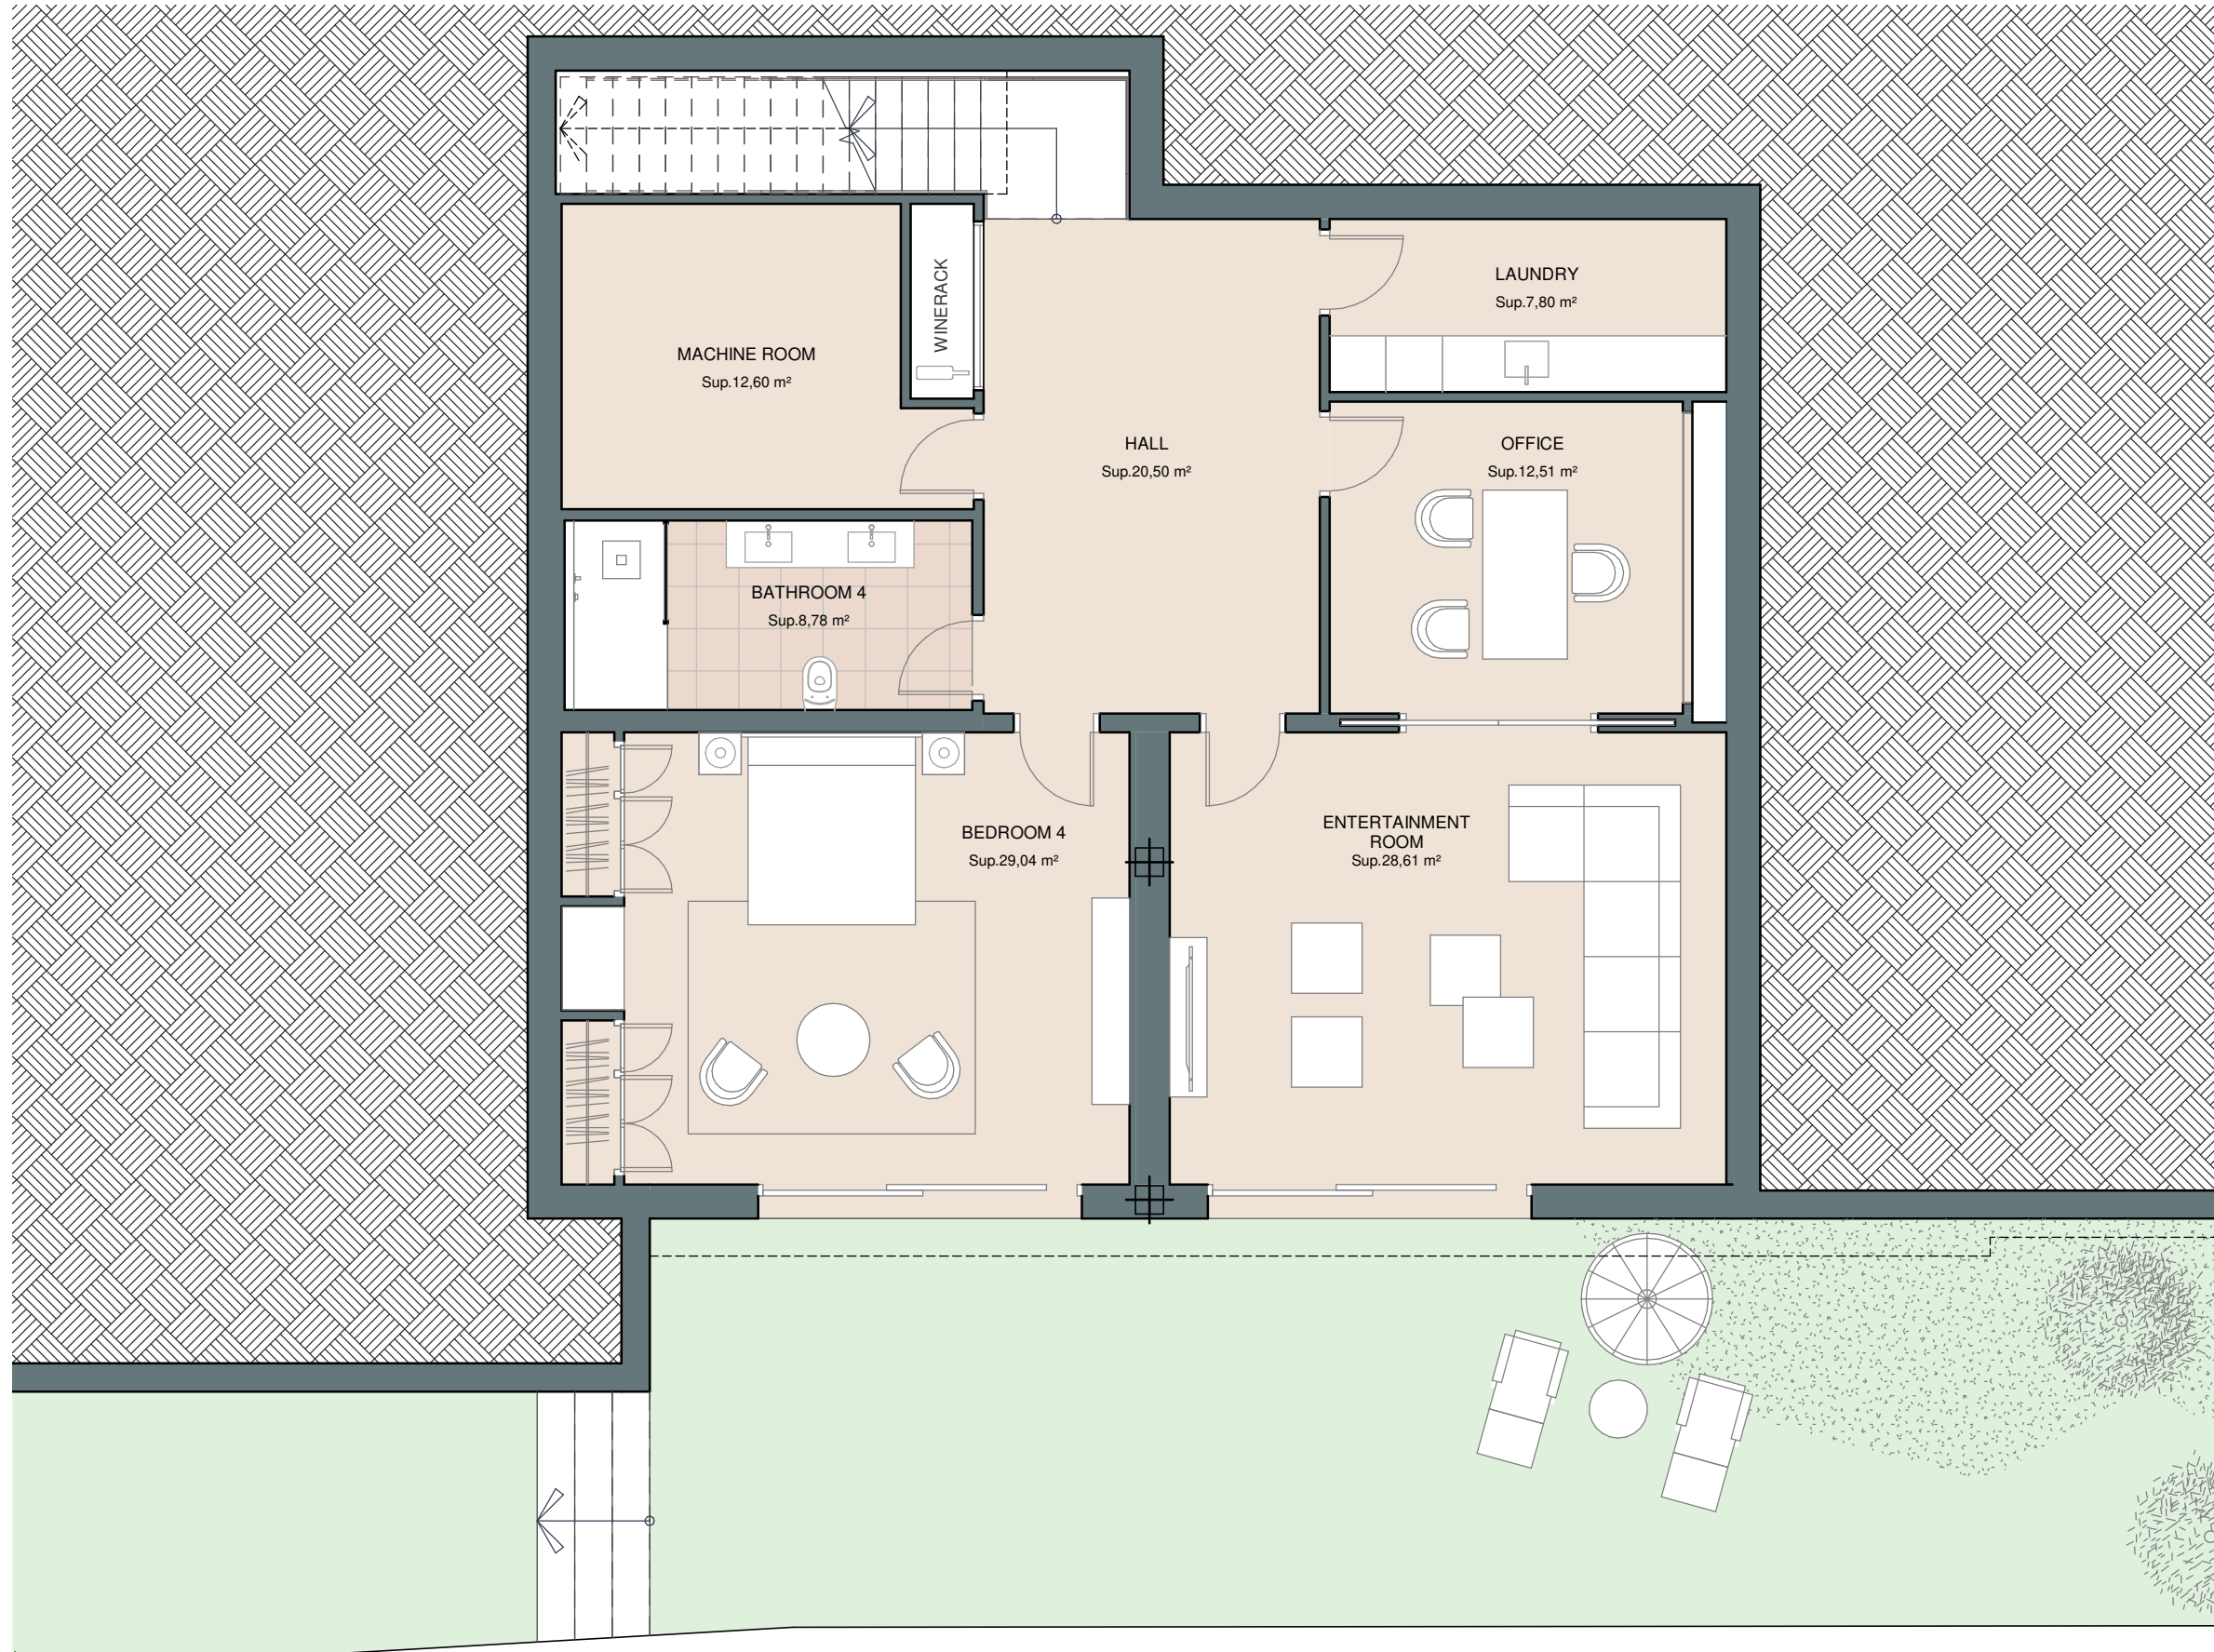 LAUNDRY
Sup.7,80 m²
WINERACK
MACHINE ROOM
Sup.12,60 m²
HALL
Sup.20,50 m²
OFFICE
Sup.12,51 m²
BATHROOM 4
Sup.8,78 m²
BEDROOM 4
Sup.29,04 m²
ENTERTAINMENT
ROOM
Sup.28,61 m²